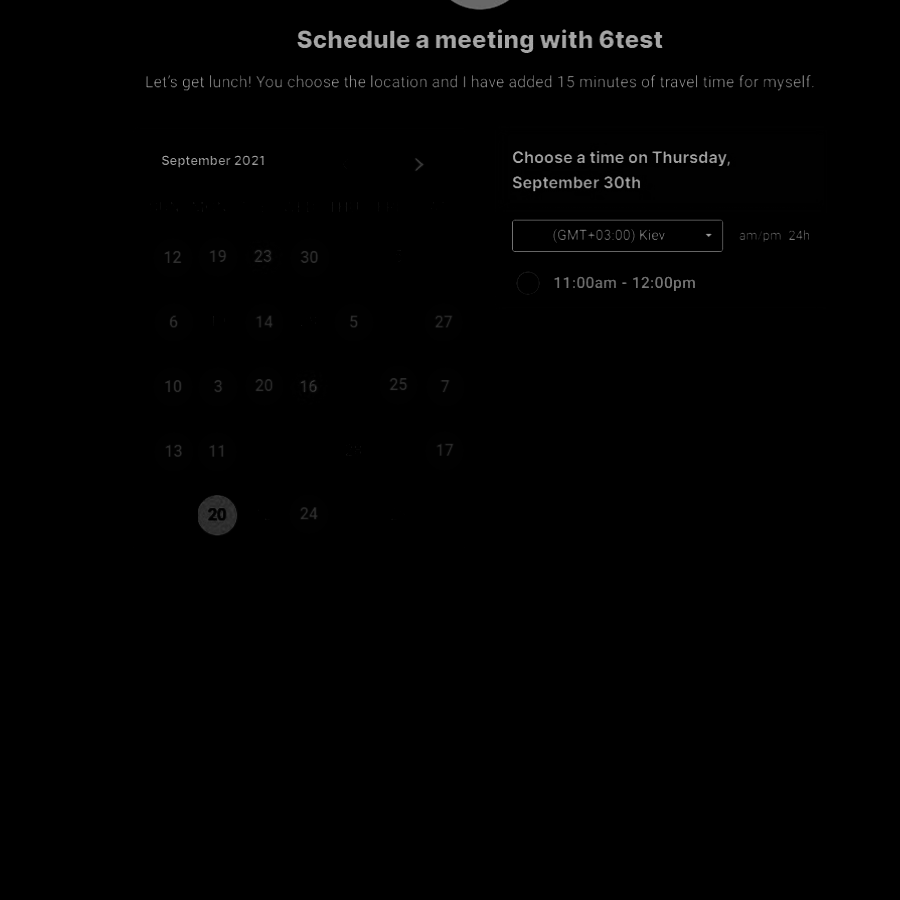 Schedule a meeting with 6test
Let's get lunch! You choose the location and I have added 15 minutes of travel time for myself.
September 2021
12 19 23 30
6 14 5 27
10 3 20 16 25 7
13 11 17
20 24
Choose a time on Thursday,
September 30th
(GMT+03:00) Kiev am/pm 24h
11:00am - 12:00pm